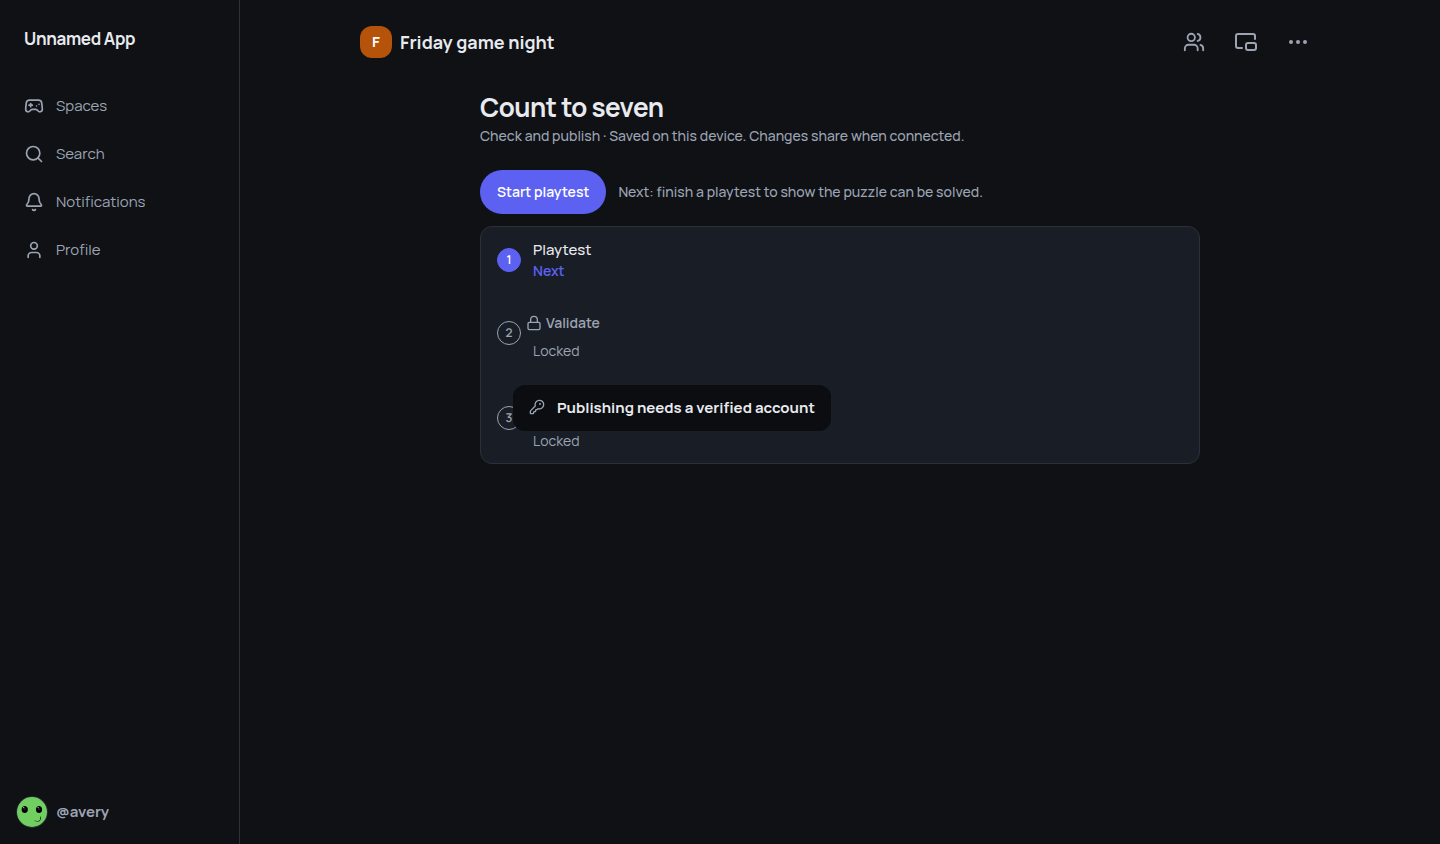 Unnamed App
Spaces
Search
Notifications
Profile
@avery
F Friday game night
Count to seven
Check and publish · Saved on this device. Changes share when connected.
Start playtest Next: finish a playtest to show the puzzle can be solved.
1 Playtest
Next
2 Validate
Locked
3 Publishing needs a verified account
Locked